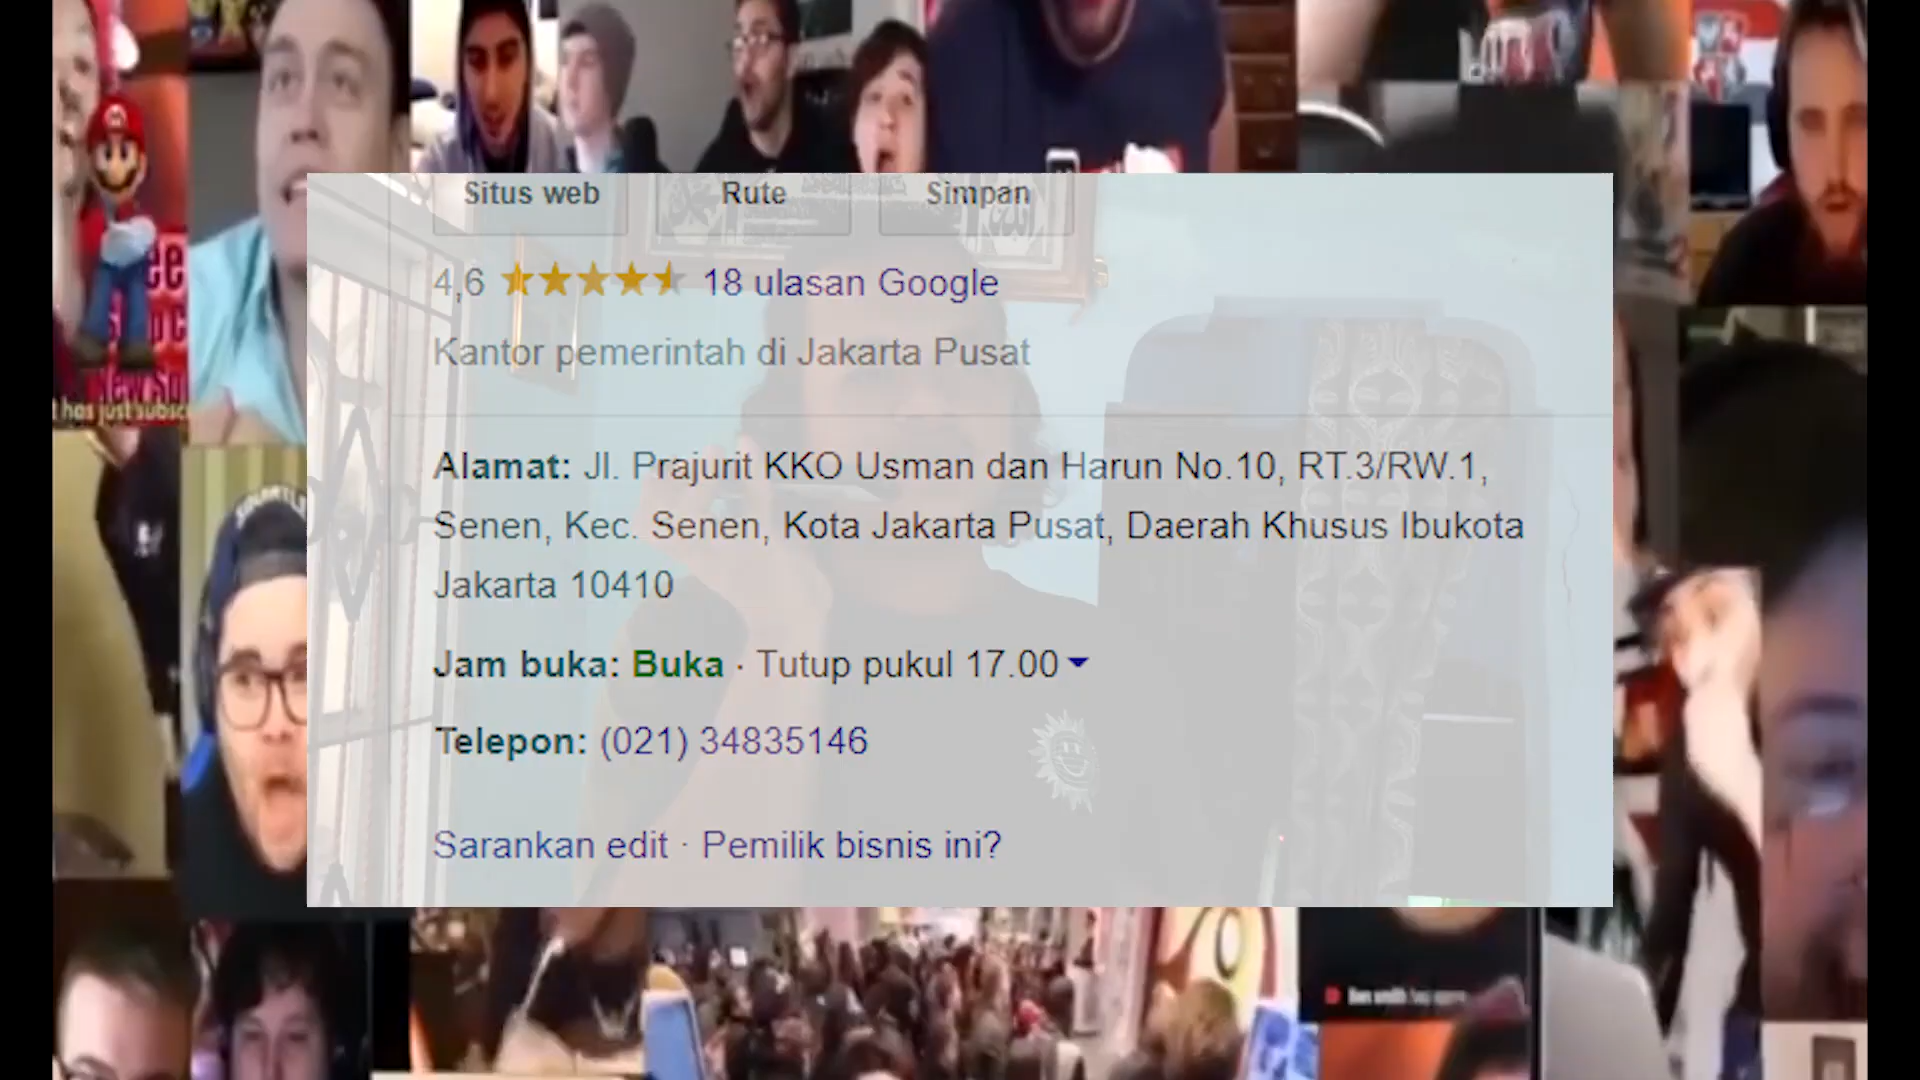 Situs web Rute Simpan
4,6 18 ulasan Google
Kantor pemerintah di Jakarta Pusat
Alamat: Jl. Prajurit KKO Usman dan Harun No.10, RT.3/RW.1,
Senen, Kec. Senen, Kota Jakarta Pusat, Daerah Khusus Ibukota
Jakarta 10410
Jam buka: Buka · Tutup pukul 17.00
Telepon: (021) 34835146
Sarankan edit · Pemilik bisnis ini?
has just